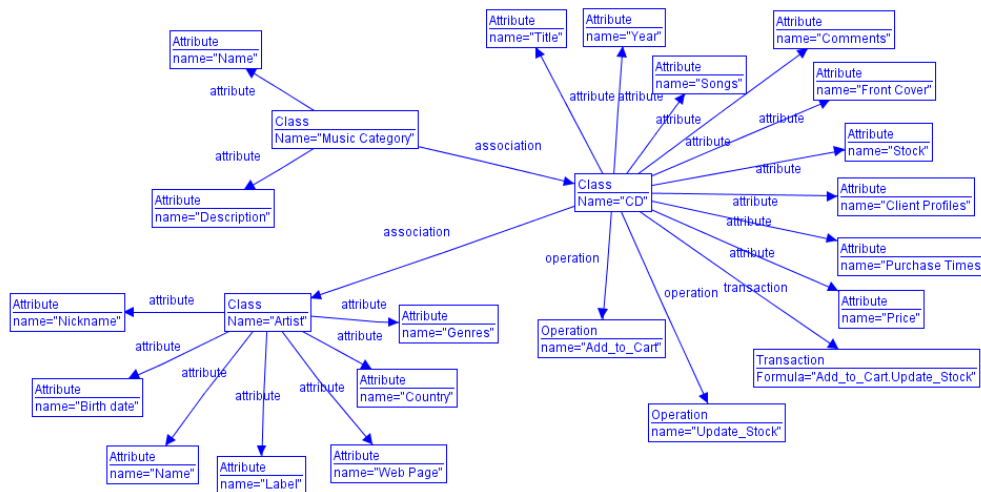 Attribute
name="Title"
Attribute
name="Year"
Attribute
name="Comments"
Attribute
name="Name"
Attribute
name="Songs"
Attribute
name="Front Cover"
attribute
attribute
attribute
attribute
attribute
attribute
Class
Name="Music Category"
association
Attribute
name="Stock"
attribute
attribute
Class
Name="CD"
Attribute
name="Description"
Attribute
name="Client Profiles"
attribute
association
operation
attribute
Attribute
name="Purchase Times
operation
transaction
Attribute
name="Nickname"
attribute
Class
Name="Artist"
attribute
Attribute
name="Genres"
attribute
Attribute
name="Price"
Operation
name="Add_to_Cart"
attribute
Transaction
Formula="Add_to_Cart.Update_Stock"
Attribute
name="Birth date"
attribute
attribute
attribute
Attribute
name="Country"
Operation
name="Update_Stock"
Attribute
name="Name"
Attribute
name="Label"
Attribute
name="Web Page"